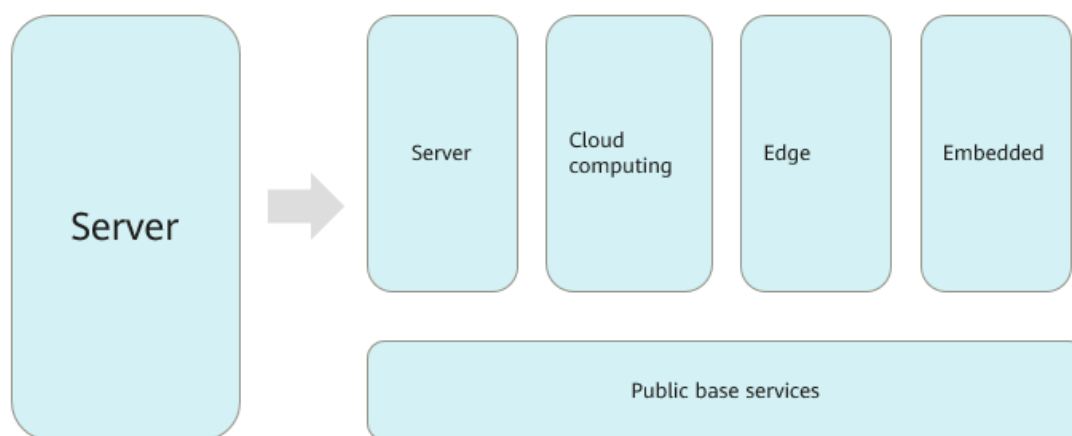 Server
Server
Cloud
computing
Edge
Embedded
Public base services